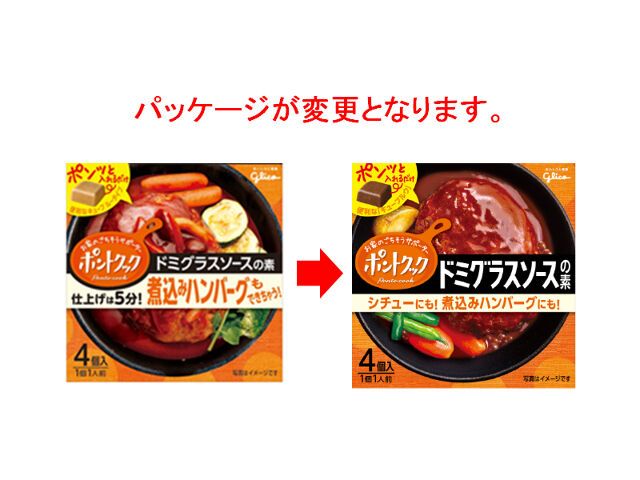 パッケージが変更となります。
ポンッと
入れるだけ
glico
お家のごちそうサポーター
ポントクック
Ponto cook
ドミグラスソースの素
仕上げは5分!
煮込みハンバーグも
できちゃう!
4個入
1個1人前
写真はイメージです
ポンッと
入れるだけ
glico
お家のごちそうサポーター
ポントクック
Ponto cook
ドミグラスソースの素
シチューにも!煮込みハンバーグにも!
4個入
1個1人前
写真はイメージです